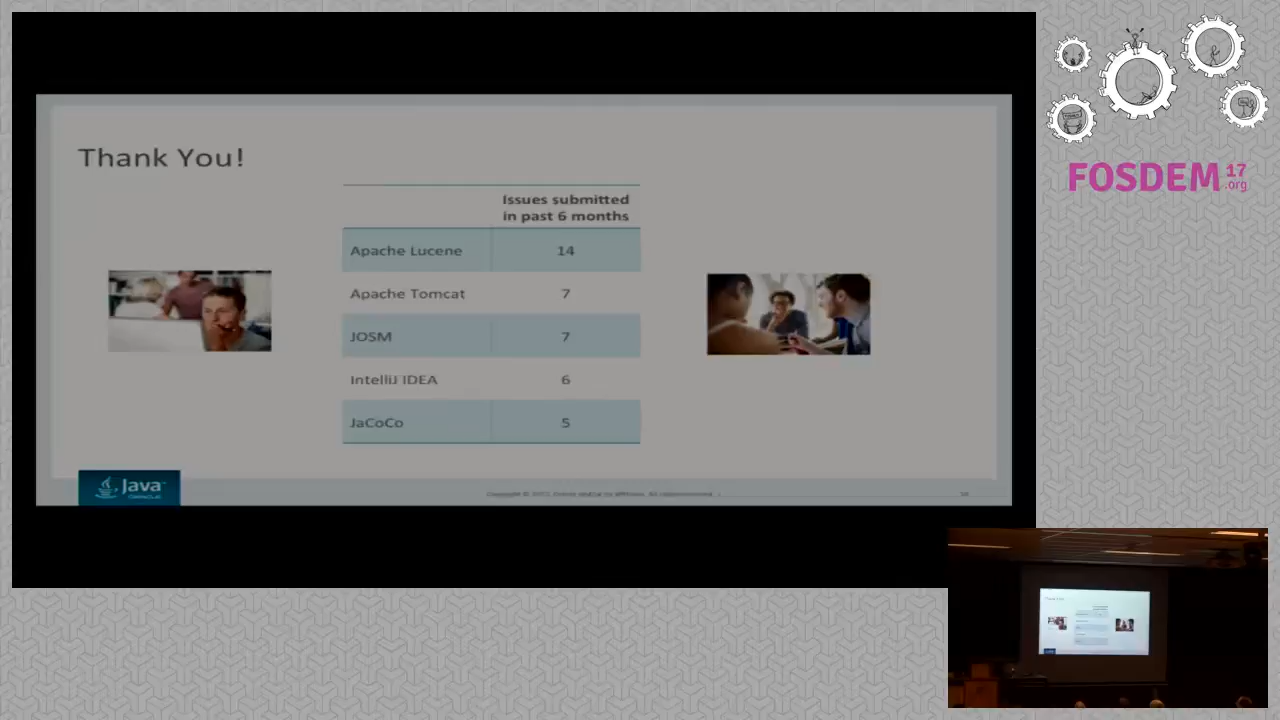 Thank You!
Issues submitted
in past 6 months
Apache Lucene 14
Apache Tomcat 7
JOSM 7
IntelliJ IDEA 6
JaCoCo 5
Java
ORACLE
FOSDEM 17
.org